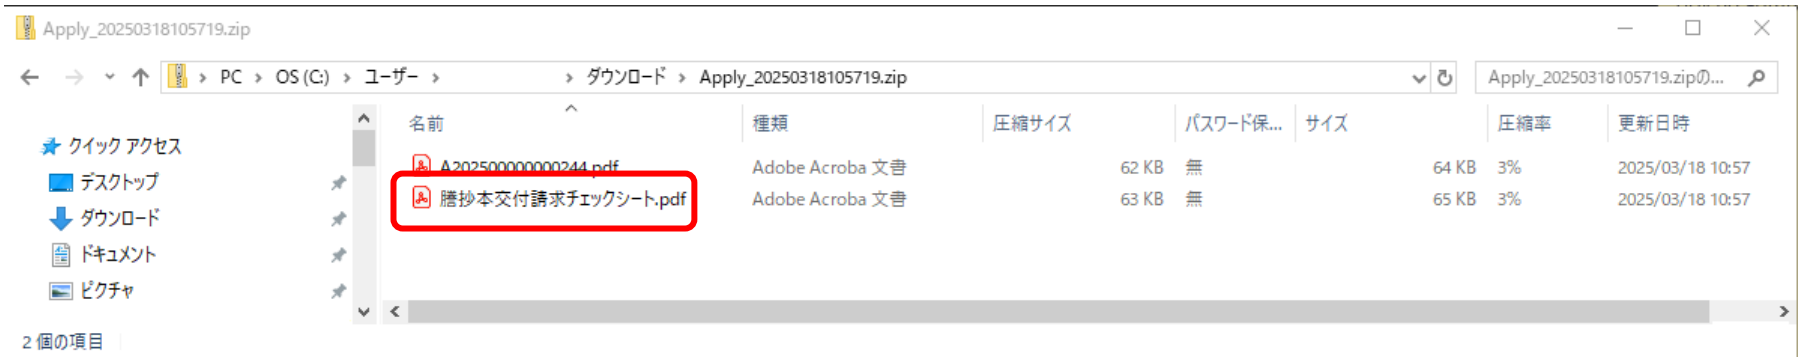 Apply_20250318105719.zip
PC > OS (C:) > ユーザー > > ダウンロード > Apply_20250318105719.zip
Apply_20250318105719.zipの...
名前 種類 圧縮サイズ パスワード保... サイズ 圧縮率 更新日時
クイック アクセス
デスクトップ
ダウンロード
ドキュメント
ピクチャ
A202500000000244.pdf Adobe Acroba 文書 62 KB 無 64 KB 3% 2025/03/18 10:57
謄抄本交付請求チェックシート.pdf Adobe Acroba 文書 63 KB 無 65 KB 3% 2025/03/18 10:57
2 個の項目